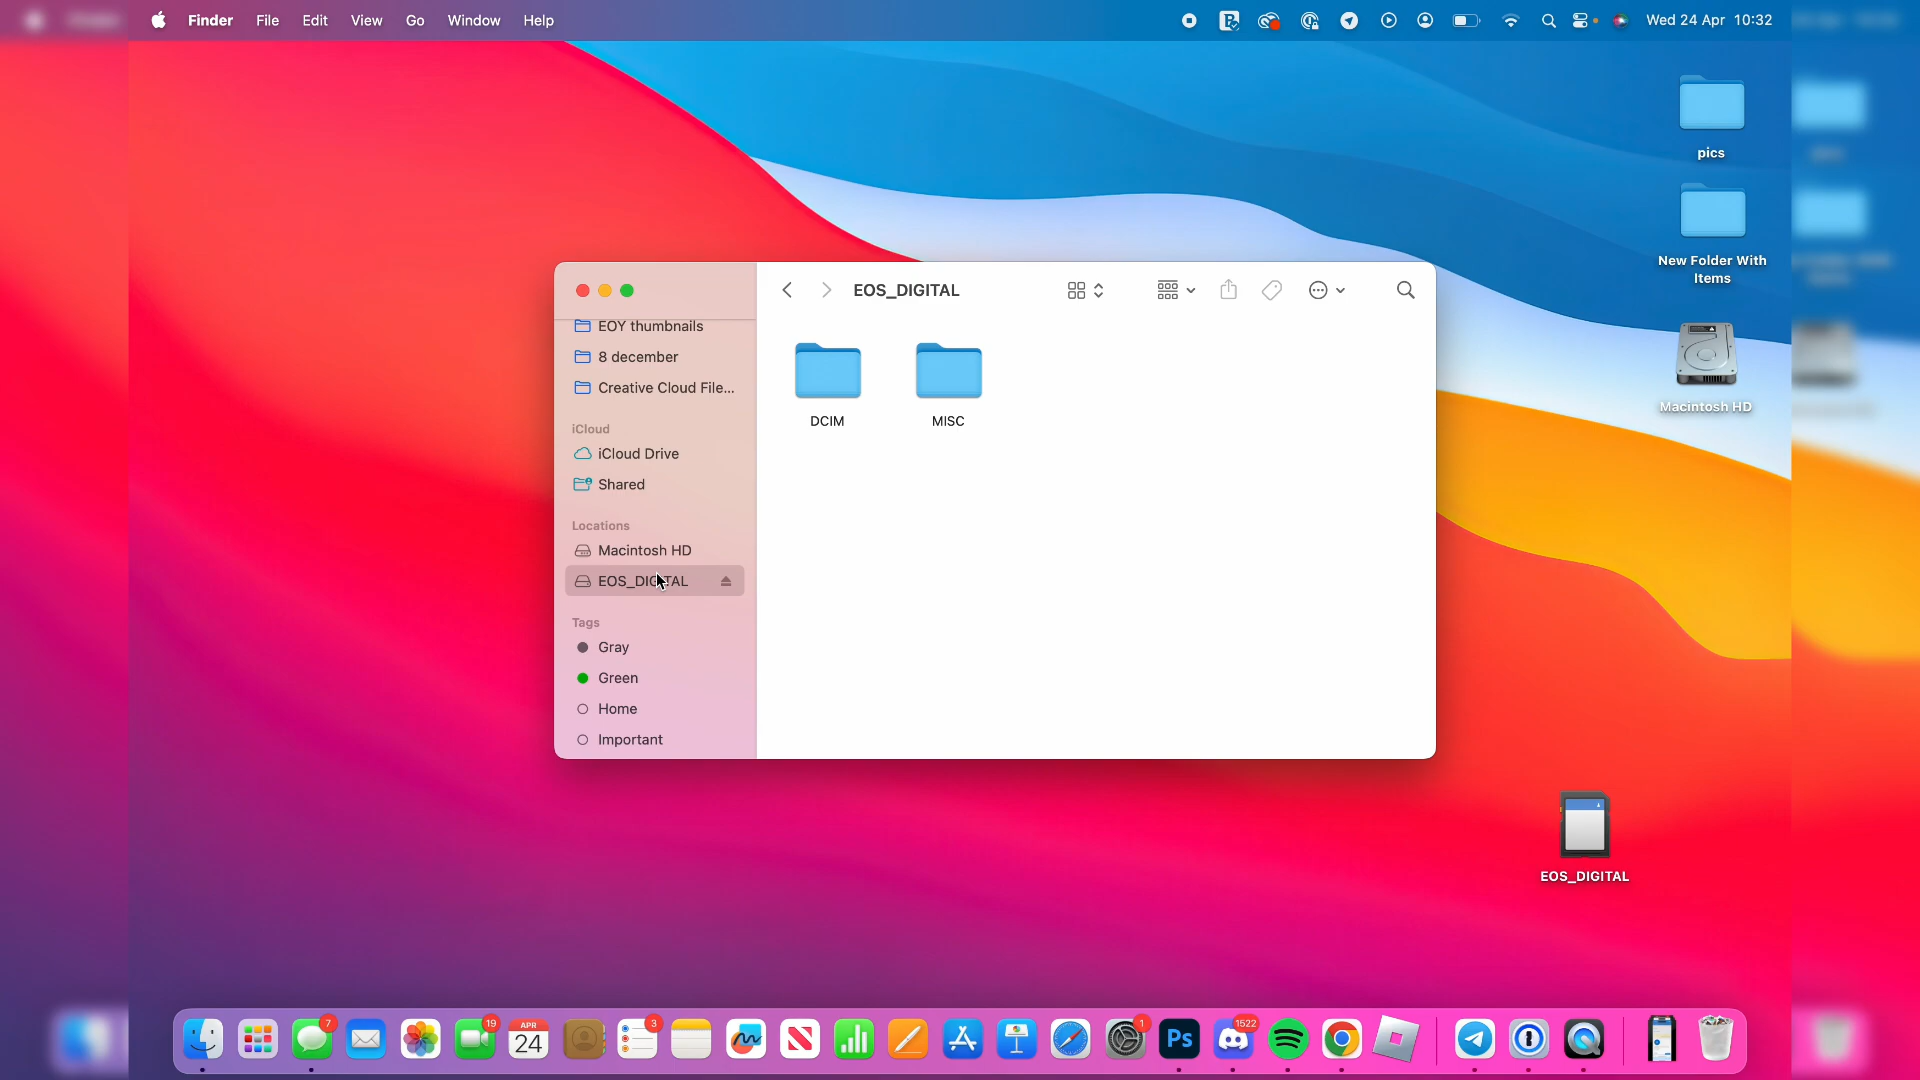 Finder File Edit View Go Window Help
Wed 24 Apr 10:32
pics
New Folder With
Items
Macintosh HD
EOS_DIGITAL
EOY thumbnails
8 december
Creative Cloud File...
iCloud
iCloud Drive
Shared
Locations
Macintosh HD
EOS_DIGITAL
Tags
Gray
Green
Home
Important
DCIM
MISC
EOS_DIGITAL
7
19
APR
24
3
1
Ps
1522